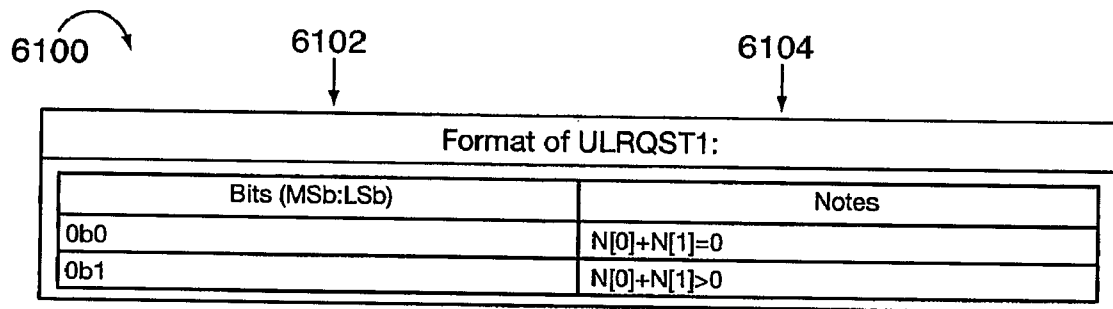 6100 6102 6104
Format of ULRQST1:
Bits (MSb:LSb) Notes
0b0 N[0]+N[1]=0
0b1 N[0]+N[1]>0